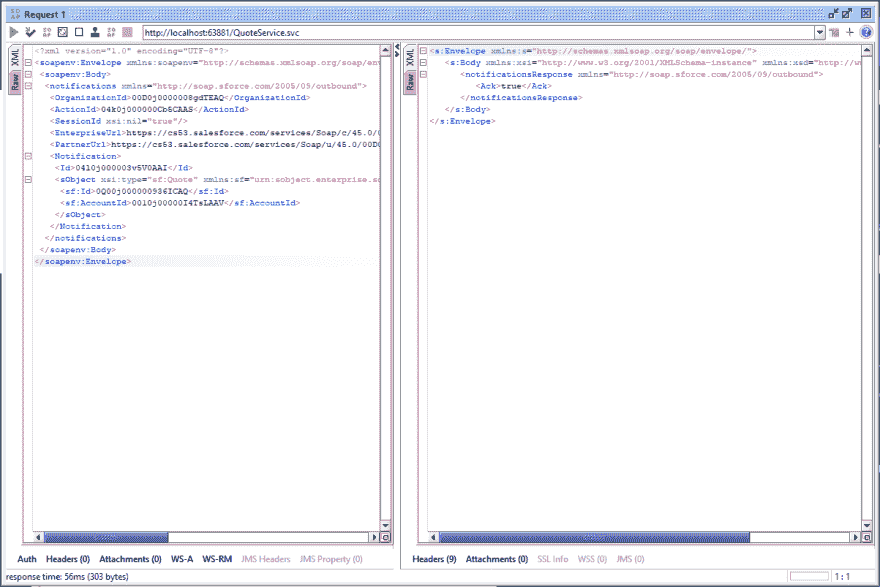 Request 1
http://localhost:63881/QuoteService.svc
XML
Raw
<?xml version="1.0" encoding="UTF-8"?>
<soapenv:Envelope xmlns:soapenv="http://schemas.xmlsoap.org/soap/en
<soapenv:Body>
<notifications xmlns="http://soap.sforce.com/2005/09/outbound">
<OrganizationId>00D0j0000008gdTEAQ</OrganizationId>
<ActionId>04k0j000000Cb5CAAS</ActionId>
<SessionId xsi:nil="true"/>
<EnterpriseUrl>https://cs53.salesforce.com/services/Soap/c/45.0/
<PartnerUrl>https://cs53.salesforce.com/services/Soap/u/45.0/00D
<Notification>
<Id>04l0j000003v5V0AAI</Id>
<sObject xsi:type="sf:Quote" xmlns:sf="urn:sobject.enterprise.s
<sf:Id>0Q00j000000936ICAQ</sf:Id>
<sf:AccountId>0010j00000I4TsLAAV</sf:AccountId>
</sObject>
</Notification>
</notifications>
</soapenv:Body>
</soapenv:Envelope>
XML
Raw
<s:Envelope xmlns:s="http://schemas.xmlsoap.org/soap/envelope/">
<s:Body xmlns:xsi="http://www.w3.org/2001/XMLSchema-instance" xmlns:xsd="http://w
<notificationsResponse xmlns="http://soap.sforce.com/2005/09/outbound">
<Ack>true</Ack>
</notificationsResponse>
</s:Body>
</s:Envelope>
Auth Headers (0) Attachments (0) WS-A WS-RM JMS Headers JMS Property (0)
Headers (9) Attachments (0) SSL Info WSS (0) JMS (0)
response time: 56ms (303 bytes)
1 : 1